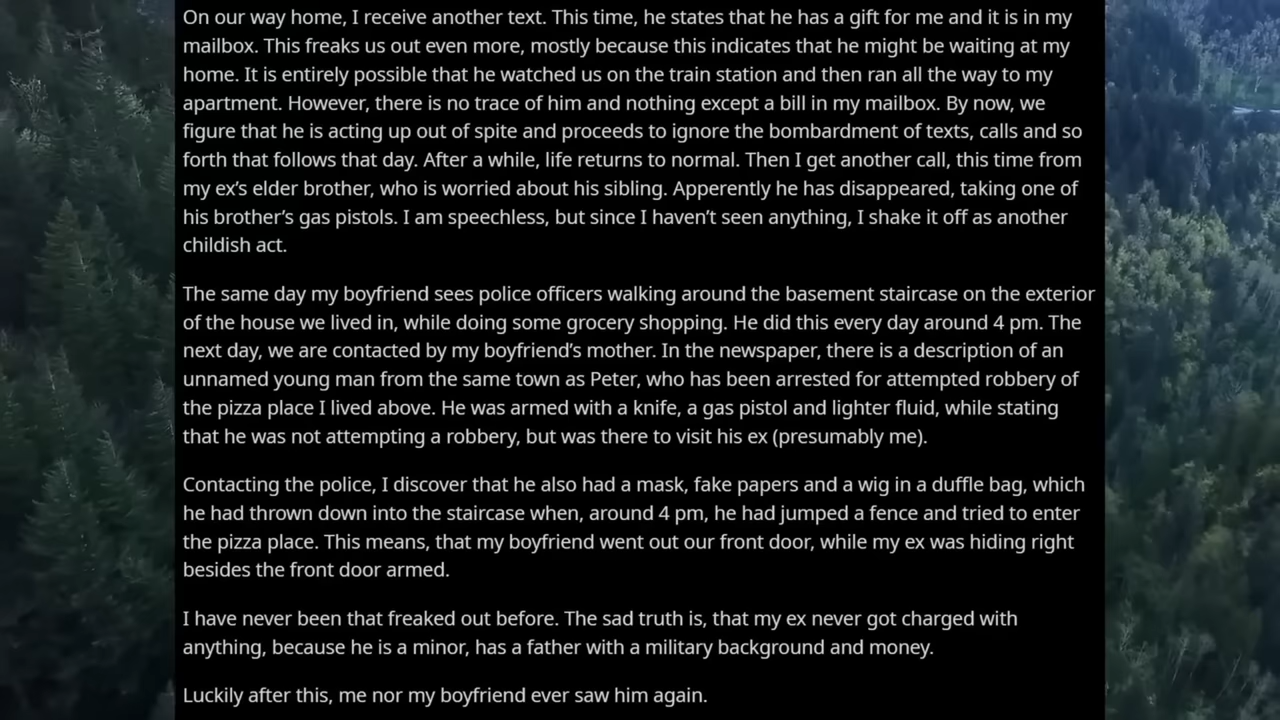 On our way home, I receive another text. This time, he states that he has a gift for me and it is in my
mailbox. This freaks us out even more, mostly because this indicates that he might be waiting at my
home. It is entirely possible that he watched us on the train station and then ran all the way to my
apartment. However, there is no trace of him and nothing except a bill in my mailbox. By now, we
figure that he is acting up out of spite and proceeds to ignore the bombardment of texts, calls and so
forth that follows that day. After a while, life returns to normal. Then I get another call, this time from
my ex’s elder brother, who is worried about his sibling. Apperently he has disappeared, taking one of
his brother’s gas pistols. I am speechless, but since I haven’t seen anything, I shake it off as another
childish act.
The same day my boyfriend sees police officers walking around the basement staircase on the exterior
of the house we lived in, while doing some grocery shopping. He did this every day around 4 pm. The
next day, we are contacted by my boyfriend’s mother. In the newspaper, there is a description of an
unnamed young man from the same town as Peter, who has been arrested for attempted robbery of
the pizza place I lived above. He was armed with a knife, a gas pistol and lighter fluid, while stating
that he was not attempting a robbery, but was there to visit his ex (presumably me).
Contacting the police, I discover that he also had a mask, fake papers and a wig in a duffle bag, which
he had thrown down into the staircase when, around 4 pm, he had jumped a fence and tried to enter
the pizza place. This means, that my boyfriend went out our front door, while my ex was hiding right
besides the front door armed.
I have never been that freaked out before. The sad truth is, that my ex never got charged with
anything, because he is a minor, has a father with a military background and money.
Luckily after this, me nor my boyfriend ever saw him again.